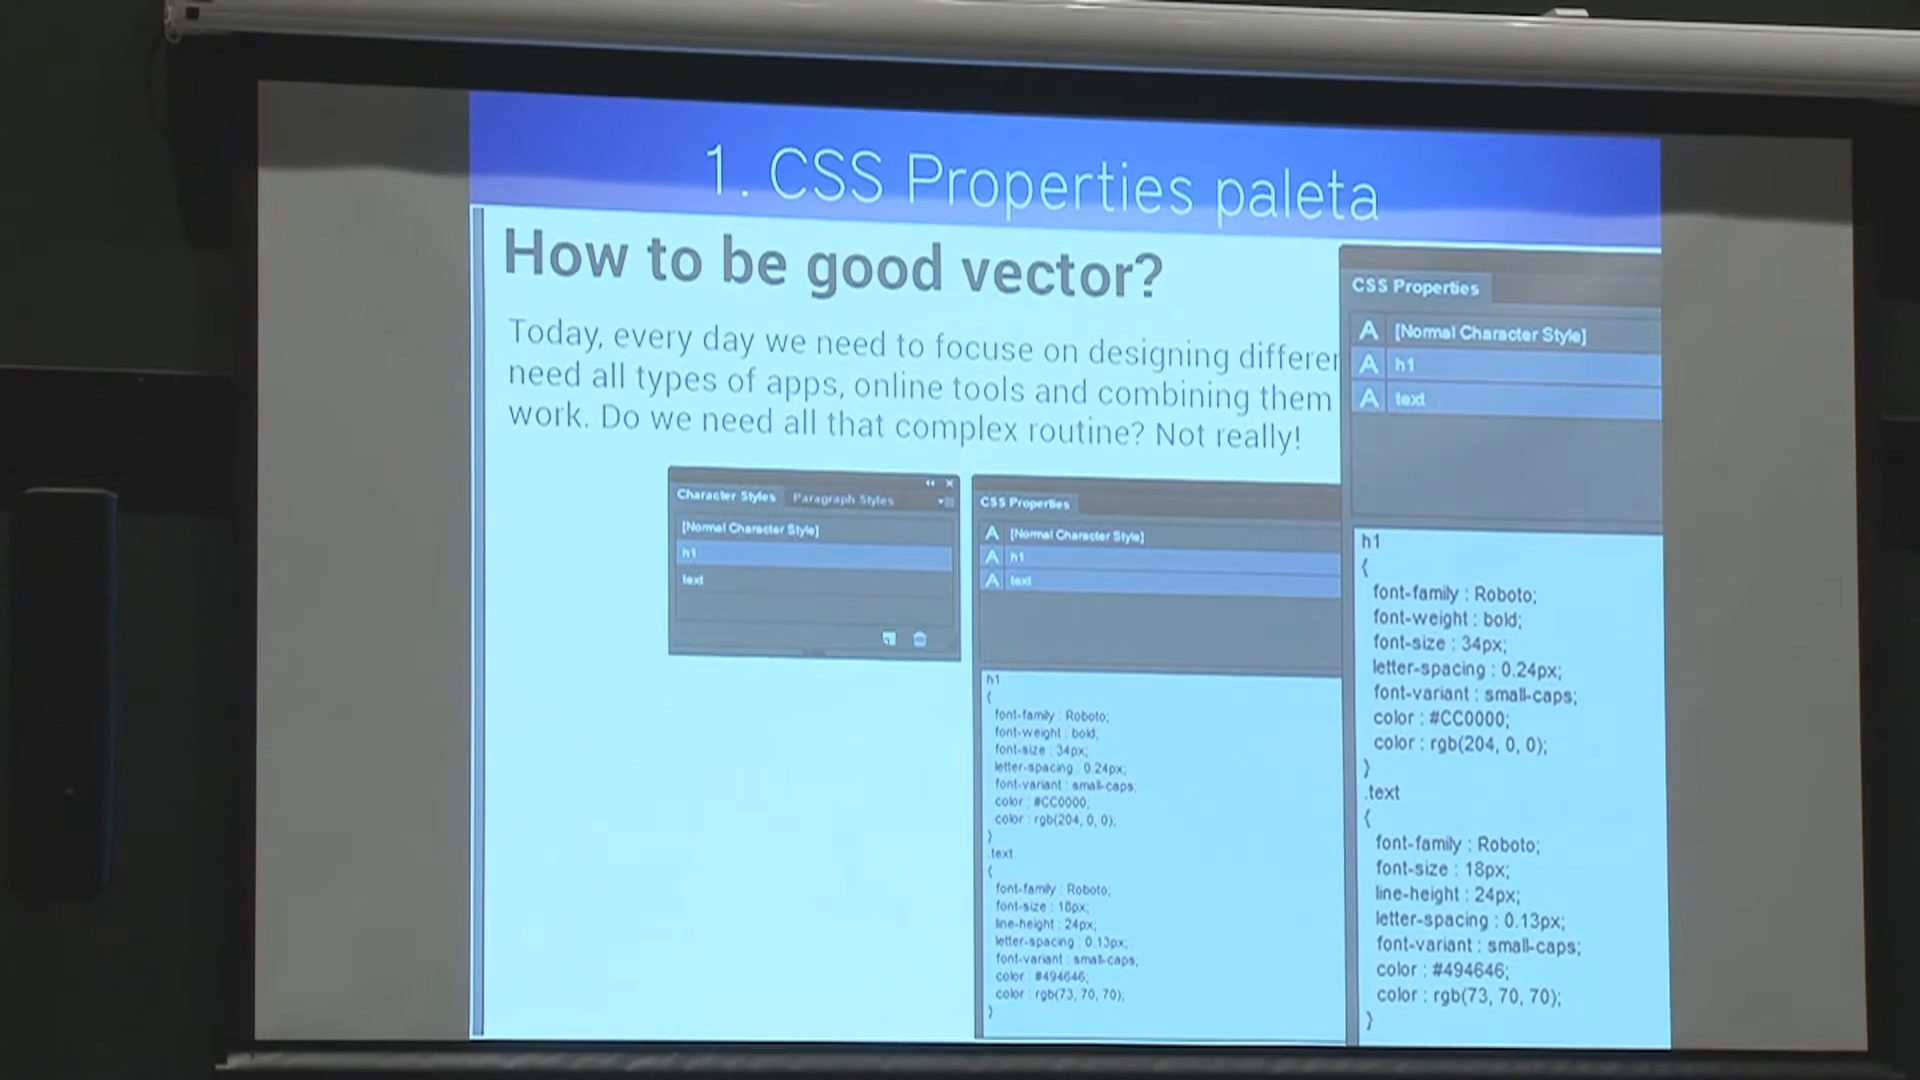 1. CSS Properties paleta
How to be good vector?
Today, every day we need to focuse on designing differen
need all types of apps, online tools and combining them
work. Do we need all that complex routine? Not really!
Character Styles Paragraph Styles
[Normal Character Style]
h1
text
CSS Properties
A [Normal Character Style]
A h1
A text
h1
{
font-family : Roboto;
font-weight : bold;
font-size : 34px;
letter-spacing : 0.24px;
font-variant : small-caps;
color : #CC0000;
color : rgb(204, 0, 0);
}
.text
{
font-family : Roboto;
font-size : 18px;
line-height : 24px;
letter-spacing : 0.13px;
font-variant : small-caps;
color : #494646;
color : rgb(73, 70, 70);
}
CSS Properties
A [Normal Character Style]
A h1
A text
h1
{
font-family : Roboto;
font-weight : bold;
font-size : 34px;
letter-spacing : 0.24px;
font-variant : small-caps;
color : #CC0000;
color : rgb(204, 0, 0);
}
.text
{
font-family : Roboto;
font-size : 18px;
line-height : 24px;
letter-spacing : 0.13px;
font-variant : small-caps;
color : #494646;
color : rgb(73, 70, 70);
}